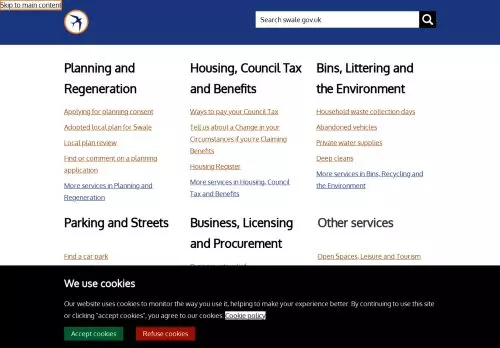 Skip to main content
Search swale.gov.uk
Planning and
Regeneration
Applying for planning consent
Adopted local plan for Swale
Local plan review
Find or comment on a planning
application
More services in Planning and
Regeneration
Housing, Council Tax
and Benefits
Ways to pay your Council Tax
Tell us about a Change in your
Circumstances if you're Claiming
Benefits
Housing Register
More services in Housing, Council
Tax and Benefits
Bins, Littering and
the Environment
Household waste collection days
Abandoned vehicles
Private water supplies
Deep cleans
More services in Bins, Recycling and
the Environment
Parking and Streets
Find a car park
Business, Licensing
and Procurement
Other services
Open Spaces, Leisure and Tourism
We use cookies
Our website uses cookies to monitor the way you use it, helping to make your experience better. By continuing to use this site
or clicking "accept cookies", you agree to our cookies. Cookie policy
Accept cookies
Refuse cookies